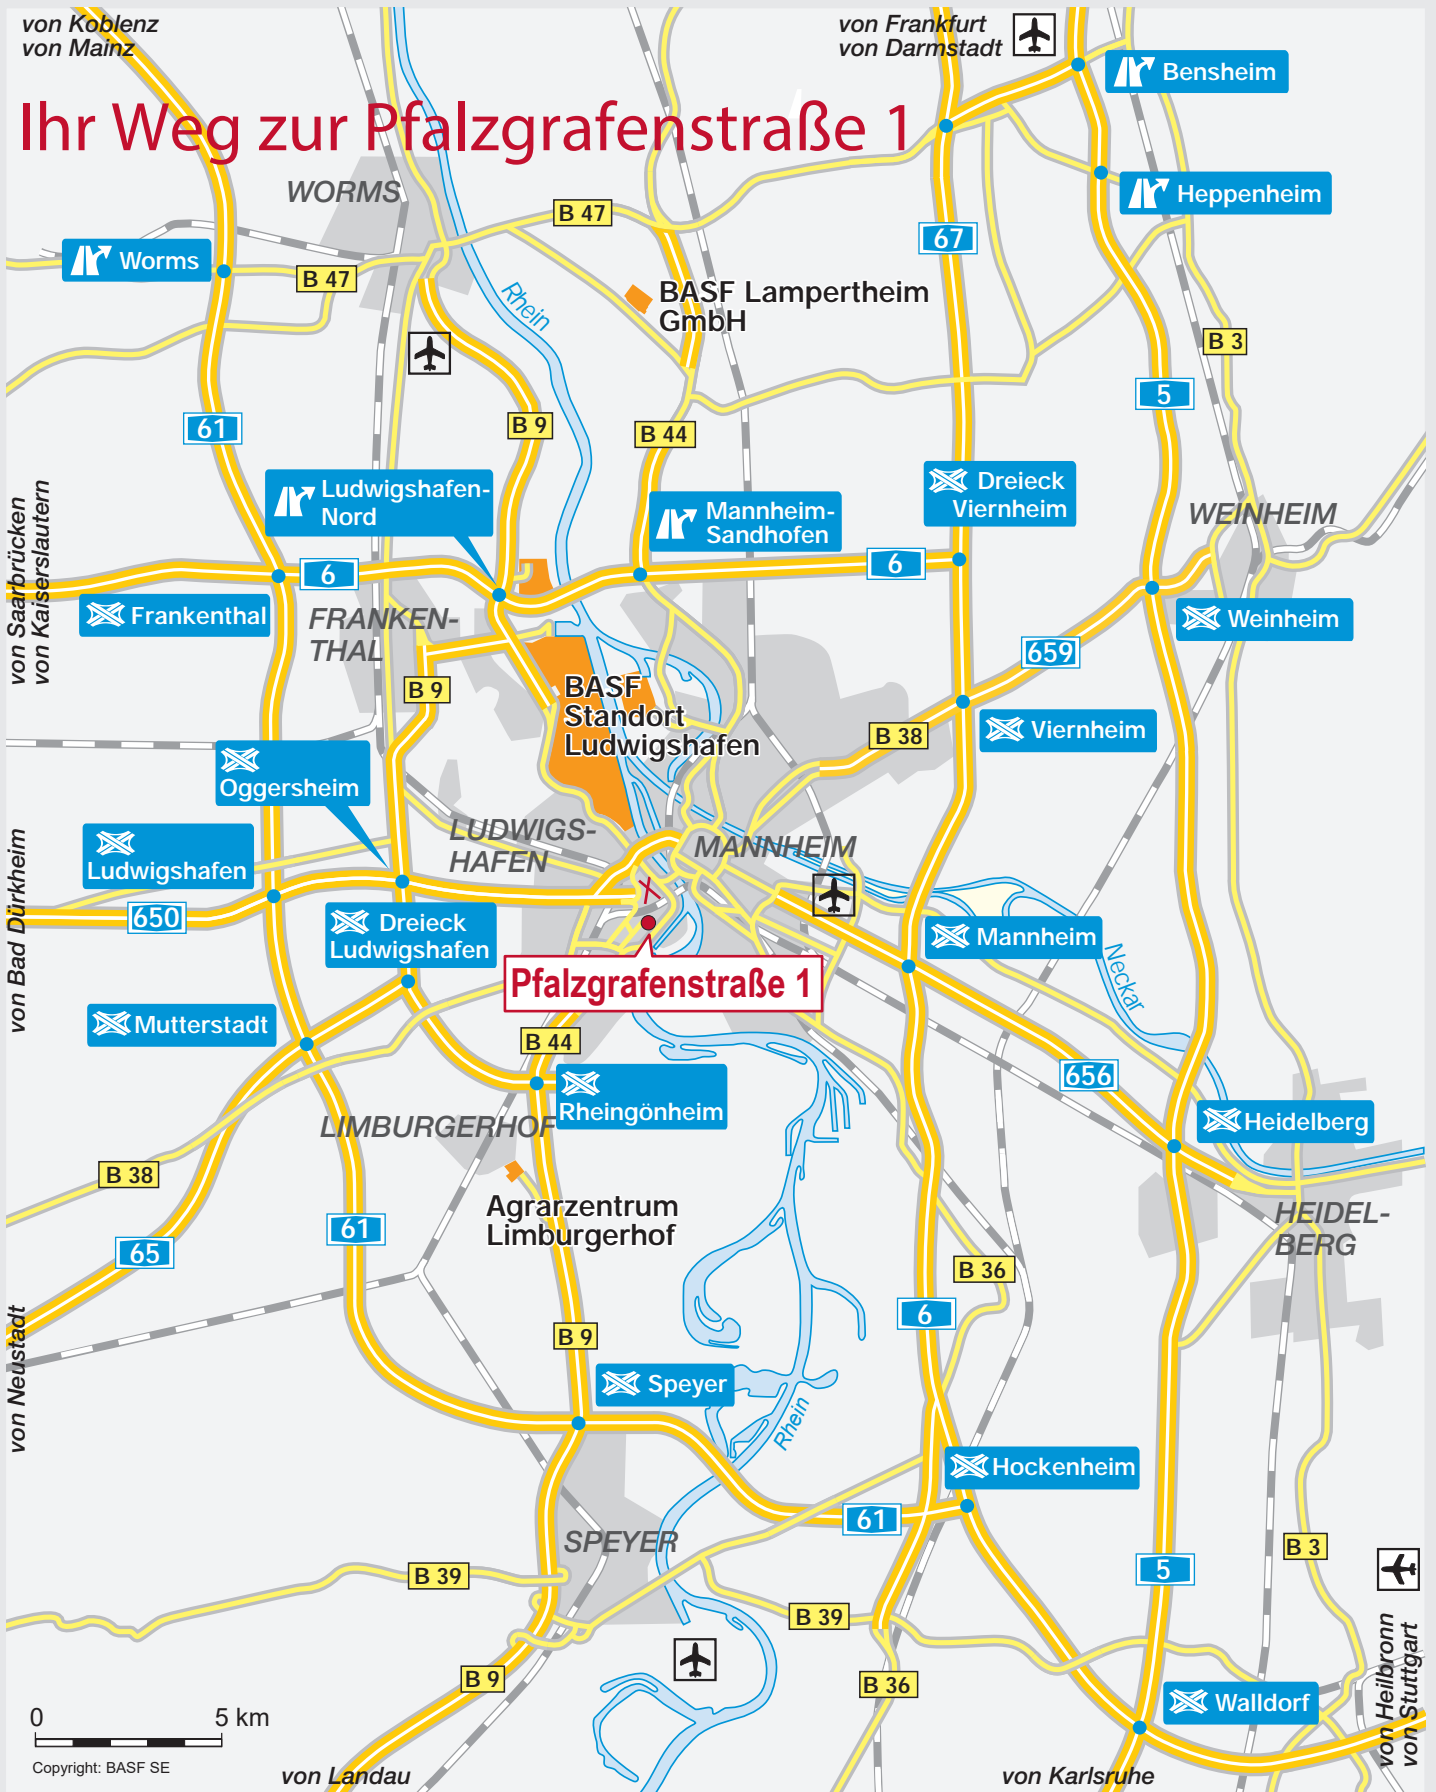 von Koblenz
von Mainz
von Frankfurt
von Darmstadt
Bensheim
Ihr Weg zur Pfalzgrafenstraße 1
WORMS
Heppenheim
B 47
67
Worms
B 47
Rhein
BASF Lampertheim
GmbH
B 3
5
61
B 9
B 44
Ludwigshafen-
Nord
Mannheim-
Sandhofen
Dreieck
Viernheim
WEINHEIM
von Saarbrücken
von Kaiserslautern
6
6
Frankenthal
FRANKEN-
THAL
Weinheim
659
B 9
BASF
Standort
Ludwigshafen
B 38
Viernheim
Oggersheim
LUDWIGS-
HAFEN
MANNHEIM
Ludwigshafen
von Bad Dürkheim
650
Dreieck
Ludwigshafen
Mannheim
Neckar
Pfalzgrafenstraße 1
Mutterstadt
B 44
656
Rheingönheim
LIMBURGERHOF
Heidelberg
B 38
Agrarzentrum
Limburgerhof
HEIDEL-
BERG
61
65
B 36
6
von Neustadt
B 9
Speyer
Rhein
Hockenheim
61
SPEYER
B 3
5
B 39
B 39
von Heilbronn
von Stuttgart
B 9
B 36
Walldorf
0 5 km
Copyright: BASF SE
von Landau
von Karlsruhe